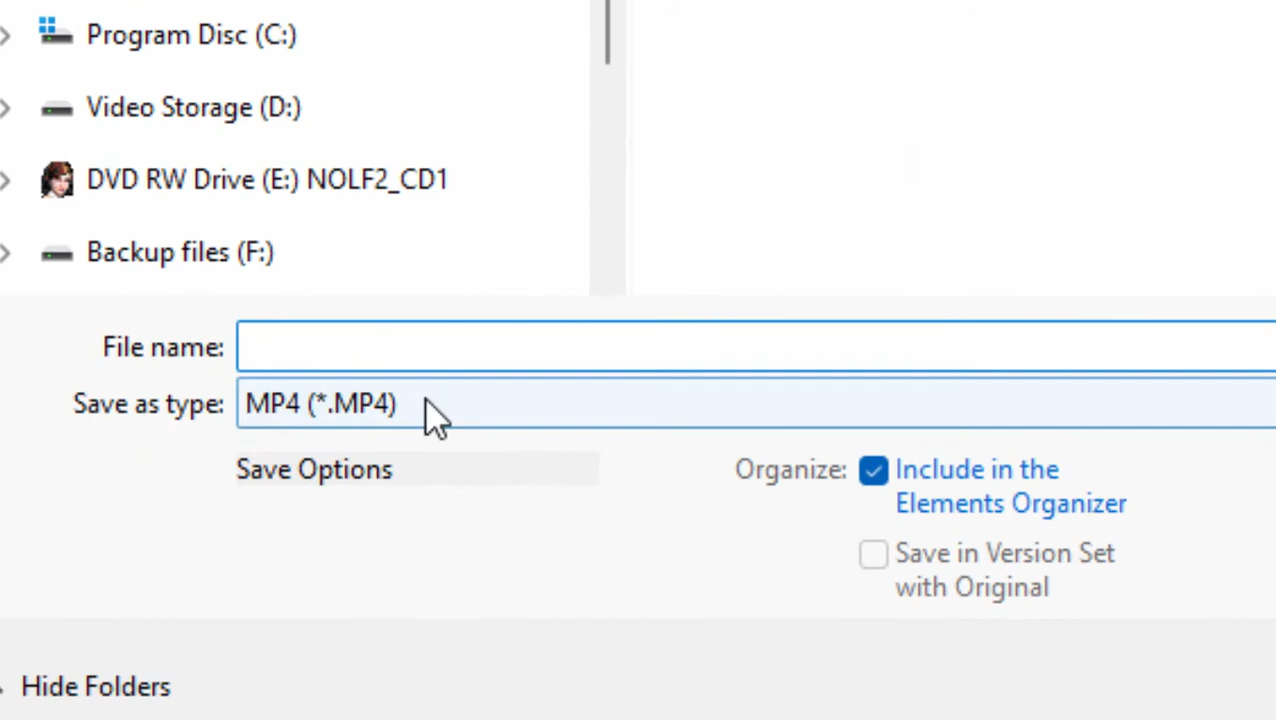 Program Disc (C:)
Video Storage (D:)
DVD RW Drive (E:) NOLF2_CD1
Backup files (F:)
File name:
Save as type: MP4 (*.MP4)
Save Options
Organize: Include in the
Elements Organizer
Save in Version Set
with Original
Hide Folders